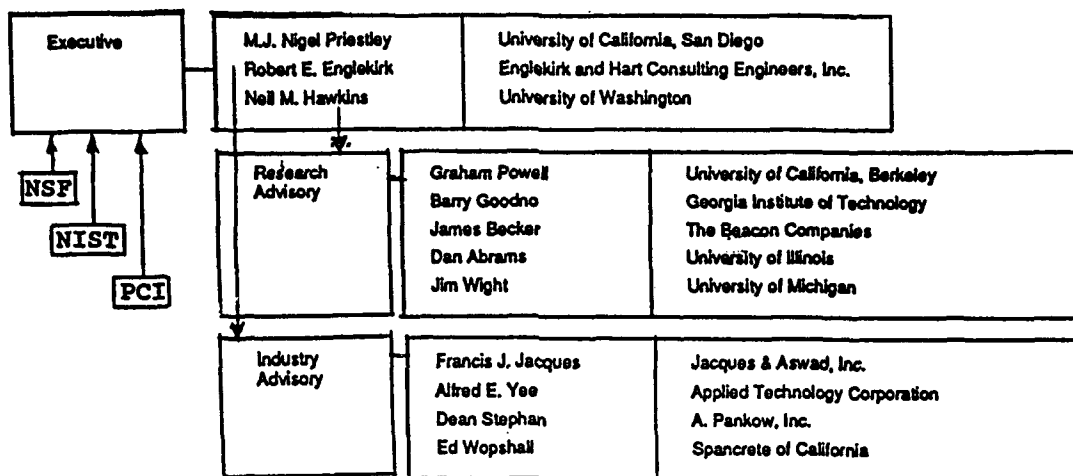 Executive
M.J. Nigel Priestley University of California, San Diego
Robert E. Englekirk Englekirk and Hart Consulting Engineers, Inc.
Neil M. Hawkins University of Washington
NSF
NIST
PCI
Research
Advisory
Graham Powell University of California, Berkeley
Barry Goodno Georgia Institute of Technology
James Becker The Beacon Companies
Dan Abrams University of Illinois
Jim Wight University of Michigan
Industry
Advisory
Francis J. Jacques Jacques & Aswad, Inc.
Alfred E. Yee Applied Technology Corporation
Dean Stephan A. Pankow, Inc.
Ed Wopshall Spancrete of California